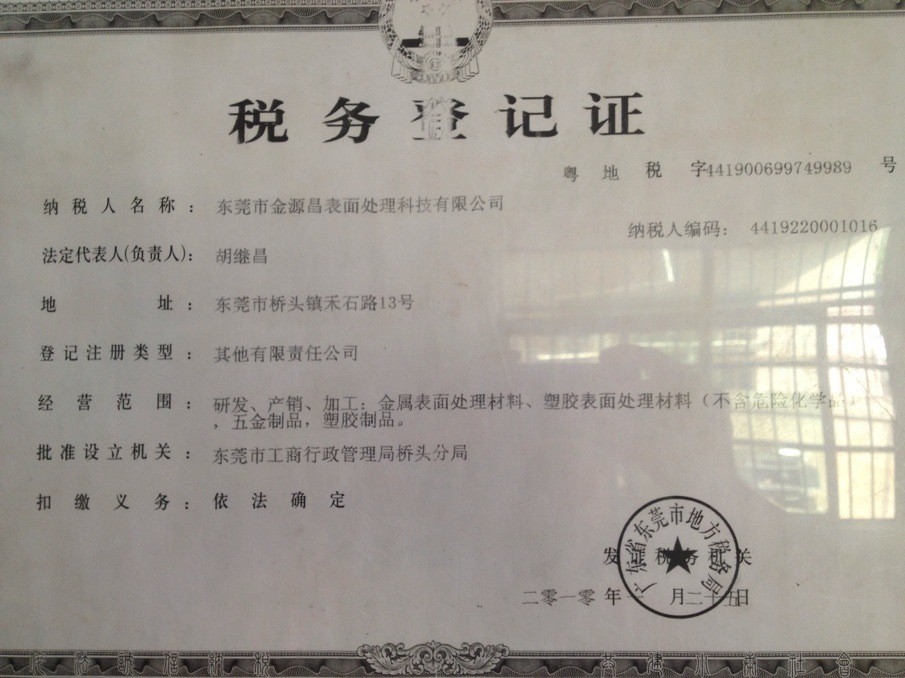 税务登记证
粤地税字441900699749989号
纳税人名称：东莞市金源昌表面处理科技有限公司
纳税人编码：4419220001016
法定代表人(负责人)：胡继昌
地址：东莞市桥头镇禾石路13号
登记注册类型：其他有限责任公司
经营范围：研发、产销、加工：金属表面处理材料、塑胶表面处理材料（不含危险化学品）
，五金制品，塑胶制品。
批准设立机关：东莞市工商行政管理局桥头分局
扣缴义务：依法确定
广东省东莞市地方税务局
发证税务机关
二零一零年一月二十五日